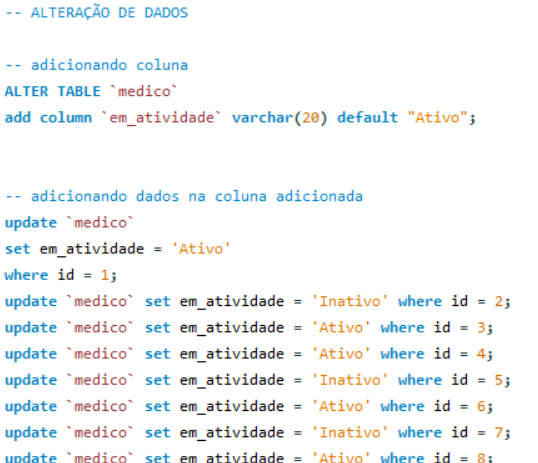 -- ALTERAÇÃO DE DADOS
-- adicionando coluna
ALTER TABLE `medico`
add column `em_atividade` varchar(20) default "Ativo";
-- adicionando dados na coluna adicionada
update `medico`
set em_atividade = 'Ativo'
where id = 1;
update `medico` set em_atividade = 'Inativo' where id = 2;
update `medico` set em_atividade = 'Ativo' where id = 3;
update `medico` set em_atividade = 'Ativo' where id = 4;
update `medico` set em_atividade = 'Inativo' where id = 5;
update `medico` set em_atividade = 'Ativo' where id = 6;
update `medico` set em_atividade = 'Inativo' where id = 7;
update `medico` set em_atividade = 'Ativo' where id = 8;